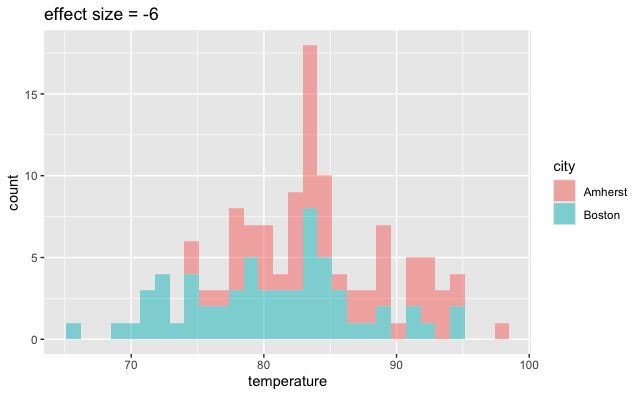 effect size = -6
15
10
5
0
count
70 80 90 100
temperature
city
Amherst
Boston